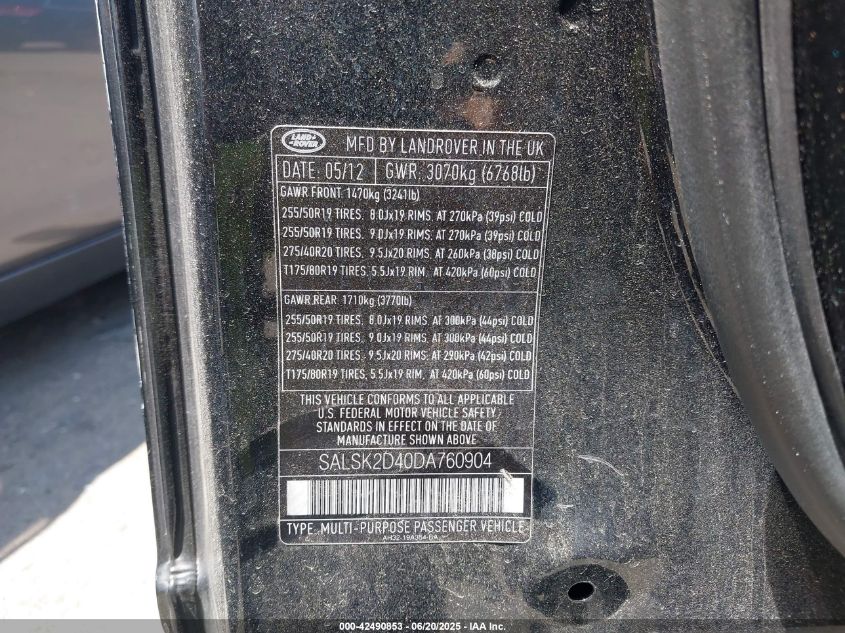 LAND ROVER
MFD BY LANDROVER IN THE UK
DATE: 05/12 GWR: 3070kg (6768lb)
GAWR FRONT: 1470kg (3241lb)
255/50R19 TIRES, 8.0Jx19 RIMS, AT 270kPa (39psi) COLD
255/50R19 TIRES, 9.0Jx19 RIMS, AT 270kPa (39psi) COLD
275/40R20 TIRES, 9.5Jx20 RIMS, AT 260kPa (38psi) COLD
T175/80R19 TIRES, 5.5Jx19 RIM, AT 420kPa (60psi) COLD
GAWR REAR: 1710kg (3770lb)
255/50R19 TIRES, 8.0Jx19 RIMS, AT 300kPa (44psi) COLD
255/50R19 TIRES, 9.0Jx19 RIMS, AT 300kPa (44psi) COLD
275/40R20 TIRES, 9.5Jx20 RIMS, AT 290kPa (42psi) COLD
T175/80R19 TIRES, 5.5Jx19 RIM, AT 420kPa (60psi) COLD
THIS VEHICLE CONFORMS TO ALL APPLICABLE
U.S. FEDERAL MOTOR VEHICLE SAFETY
STANDARDS IN EFFECT ON THE DATE OF
MANUFACTURE SHOWN ABOVE
SALSK2D40DA760904
TYPE: MULTI-PURPOSE PASSENGER VEHICLE
AH32-19A354-BA
000-42490853 | 06/20/2025 - IAA Inc.